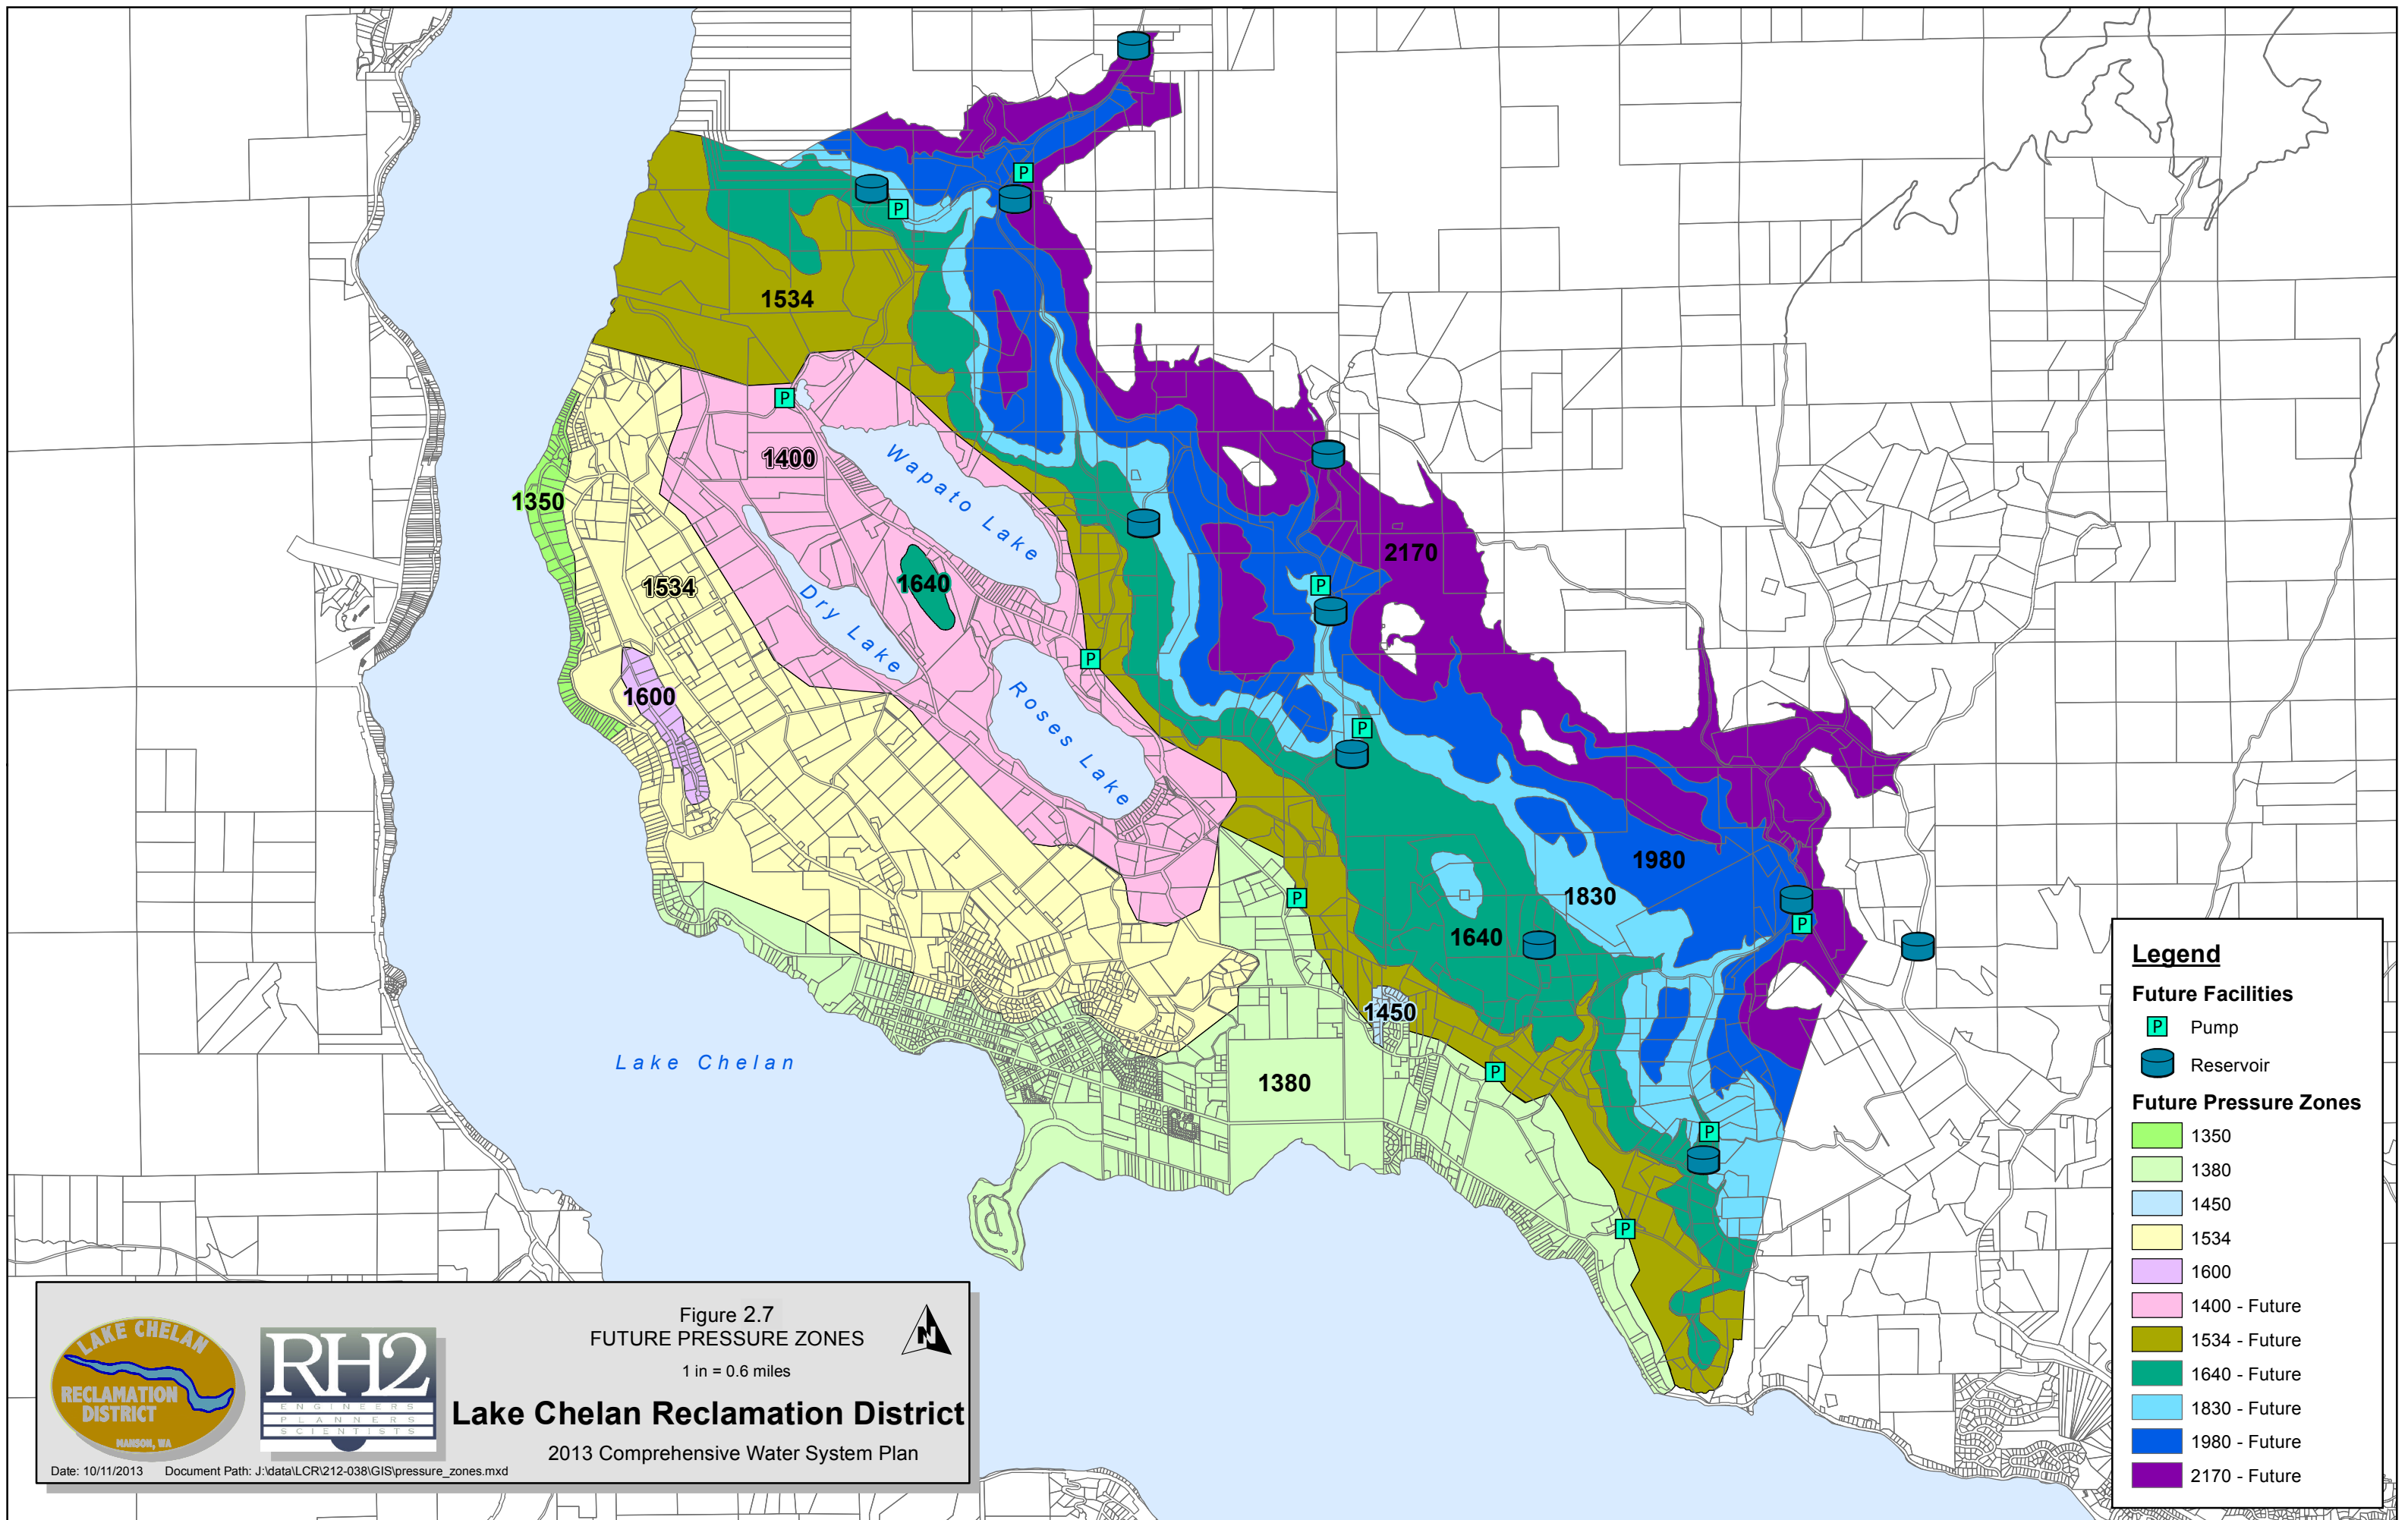 P
P
1534
P
1400
Wapato Lake
1350
2170
1640
P
1534
Dry Lake
P
1600
Roses Lake
P
1980
1830
P
P
1640
1450
Lake Chelan
1380
P
P
P
Legend
Future Facilities
P Pump
Reservoir
Future Pressure Zones
1350
1380
1450
1534
1600
1400 - Future
1534 - Future
1640 - Future
1830 - Future
1980 - Future
2170 - Future
LAKE CHELAN
RECLAMATION
DISTRICT
MANSON, WA
RH2
ENGINEERS
PLANNERS
SCIENTISTS
Figure 2.7
FUTURE PRESSURE ZONES
1 in = 0.6 miles
N
Lake Chelan Reclamation District
2013 Comprehensive Water System Plan
Date: 10/11/2013 Document Path: J:\data\LCR\212-038\GIS\pressure_zones.mxd